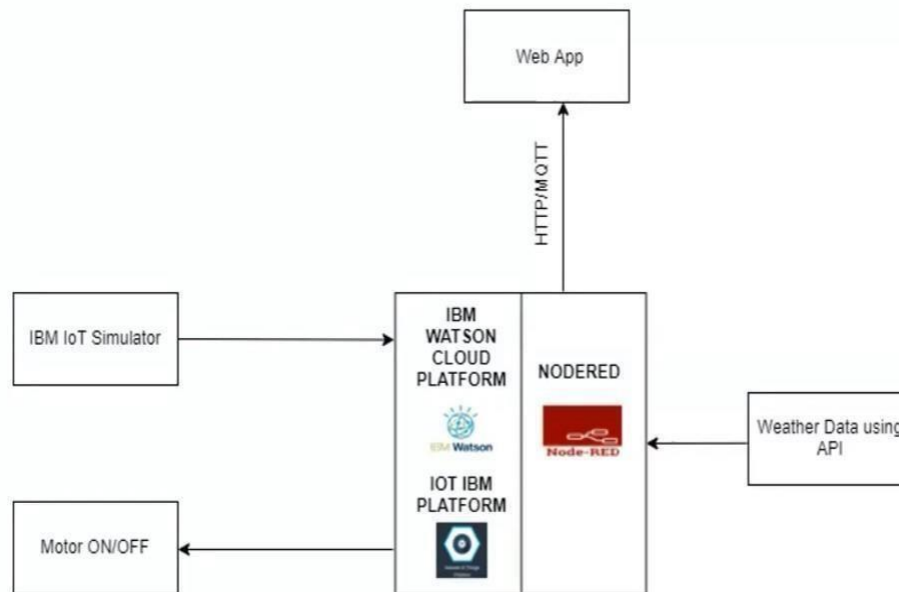 Web App
HTTP/MQTT
IBM IoT Simulator
IBM
WATSON
CLOUD
PLATFORM
IBM Watson
IOT IBM
PLATFORM
NODERED
Node-RED
Weather Data using
API
Motor ON/OFF